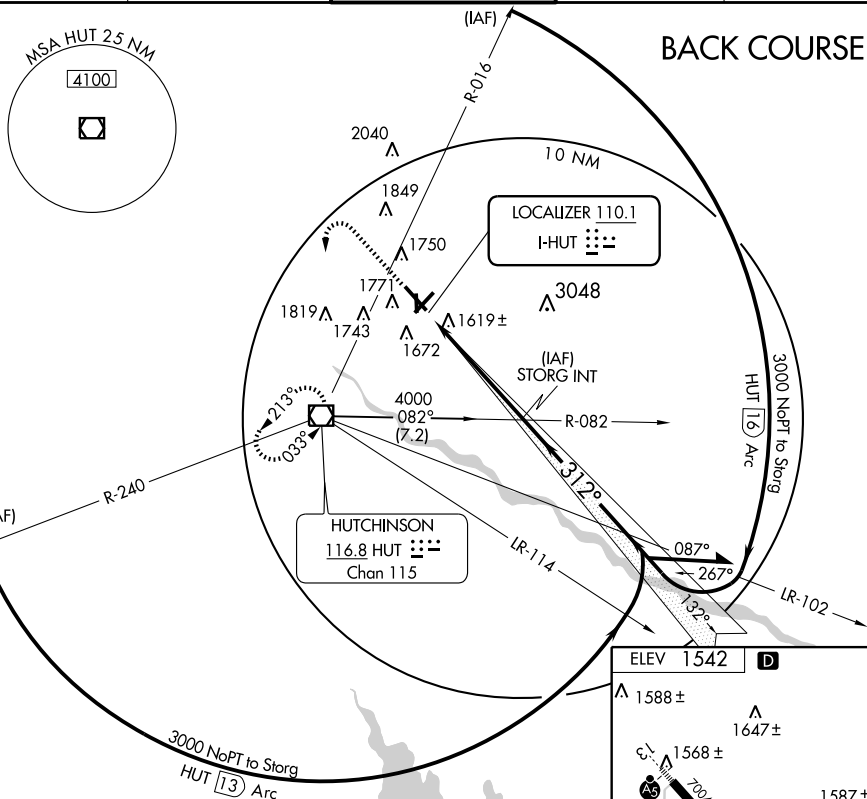 MSA HUT 25 NM
4100
(IAF)
BACK COURSE
R-016
10 NM
2040
1849
LOCALIZER 110.1
I-HUT
1750
1771
3048
1819
1743
1619 ±
1672
(IAF)
STORG INT
3000 NoPT to Storg
HUT 16 Arc
4000
082°
(7.2)
R-082
213°
033°
312°
R-240
HUTCHINSON
116.8 HUT
Chan 115
LR-114
087°
267°
LR-102
132°
3000 NoPT to Storg
HUT 13 Arc
ELEV 1542
D
1588 ±
1647 ±
1568 ±
13
A5
1587 ±